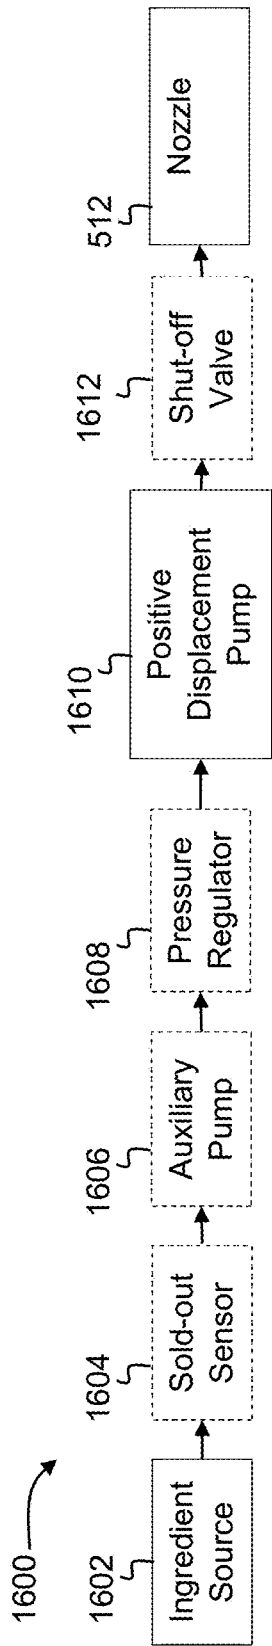 1600
1602
Ingredient
Source
1604
Sold-out
Sensor
1606
Auxiliary
Pump
1608
Pressure
Regulator
1610
Positive
Displacement
Pump
1612
Shut-off
Valve
512
Nozzle